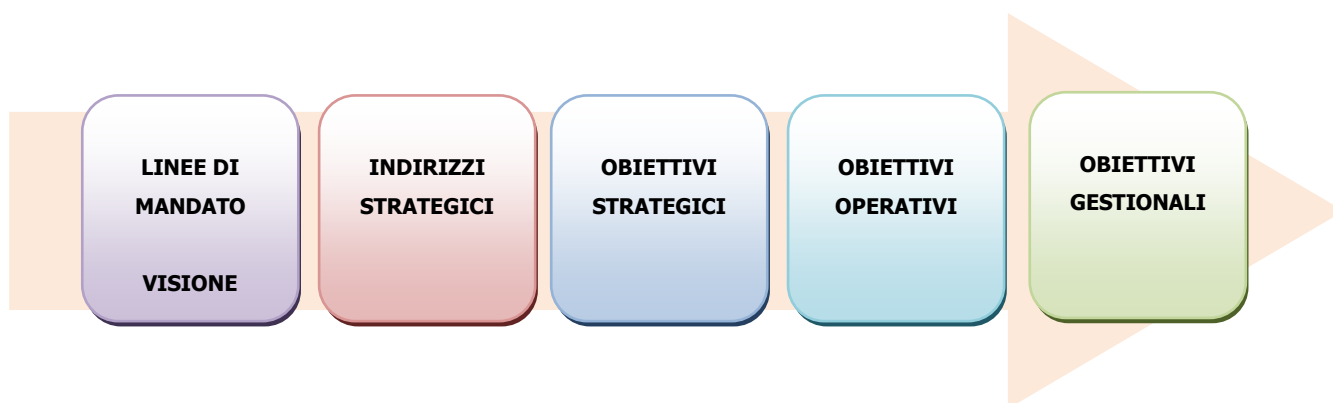 LINEE DI
MANDATO
VISIONE
INDIRIZZI
STRATEGICI
OBIETTIVI
STRATEGICI
OBIETTIVI
OPERATIVI
OBIETTIVI
GESTIONALI